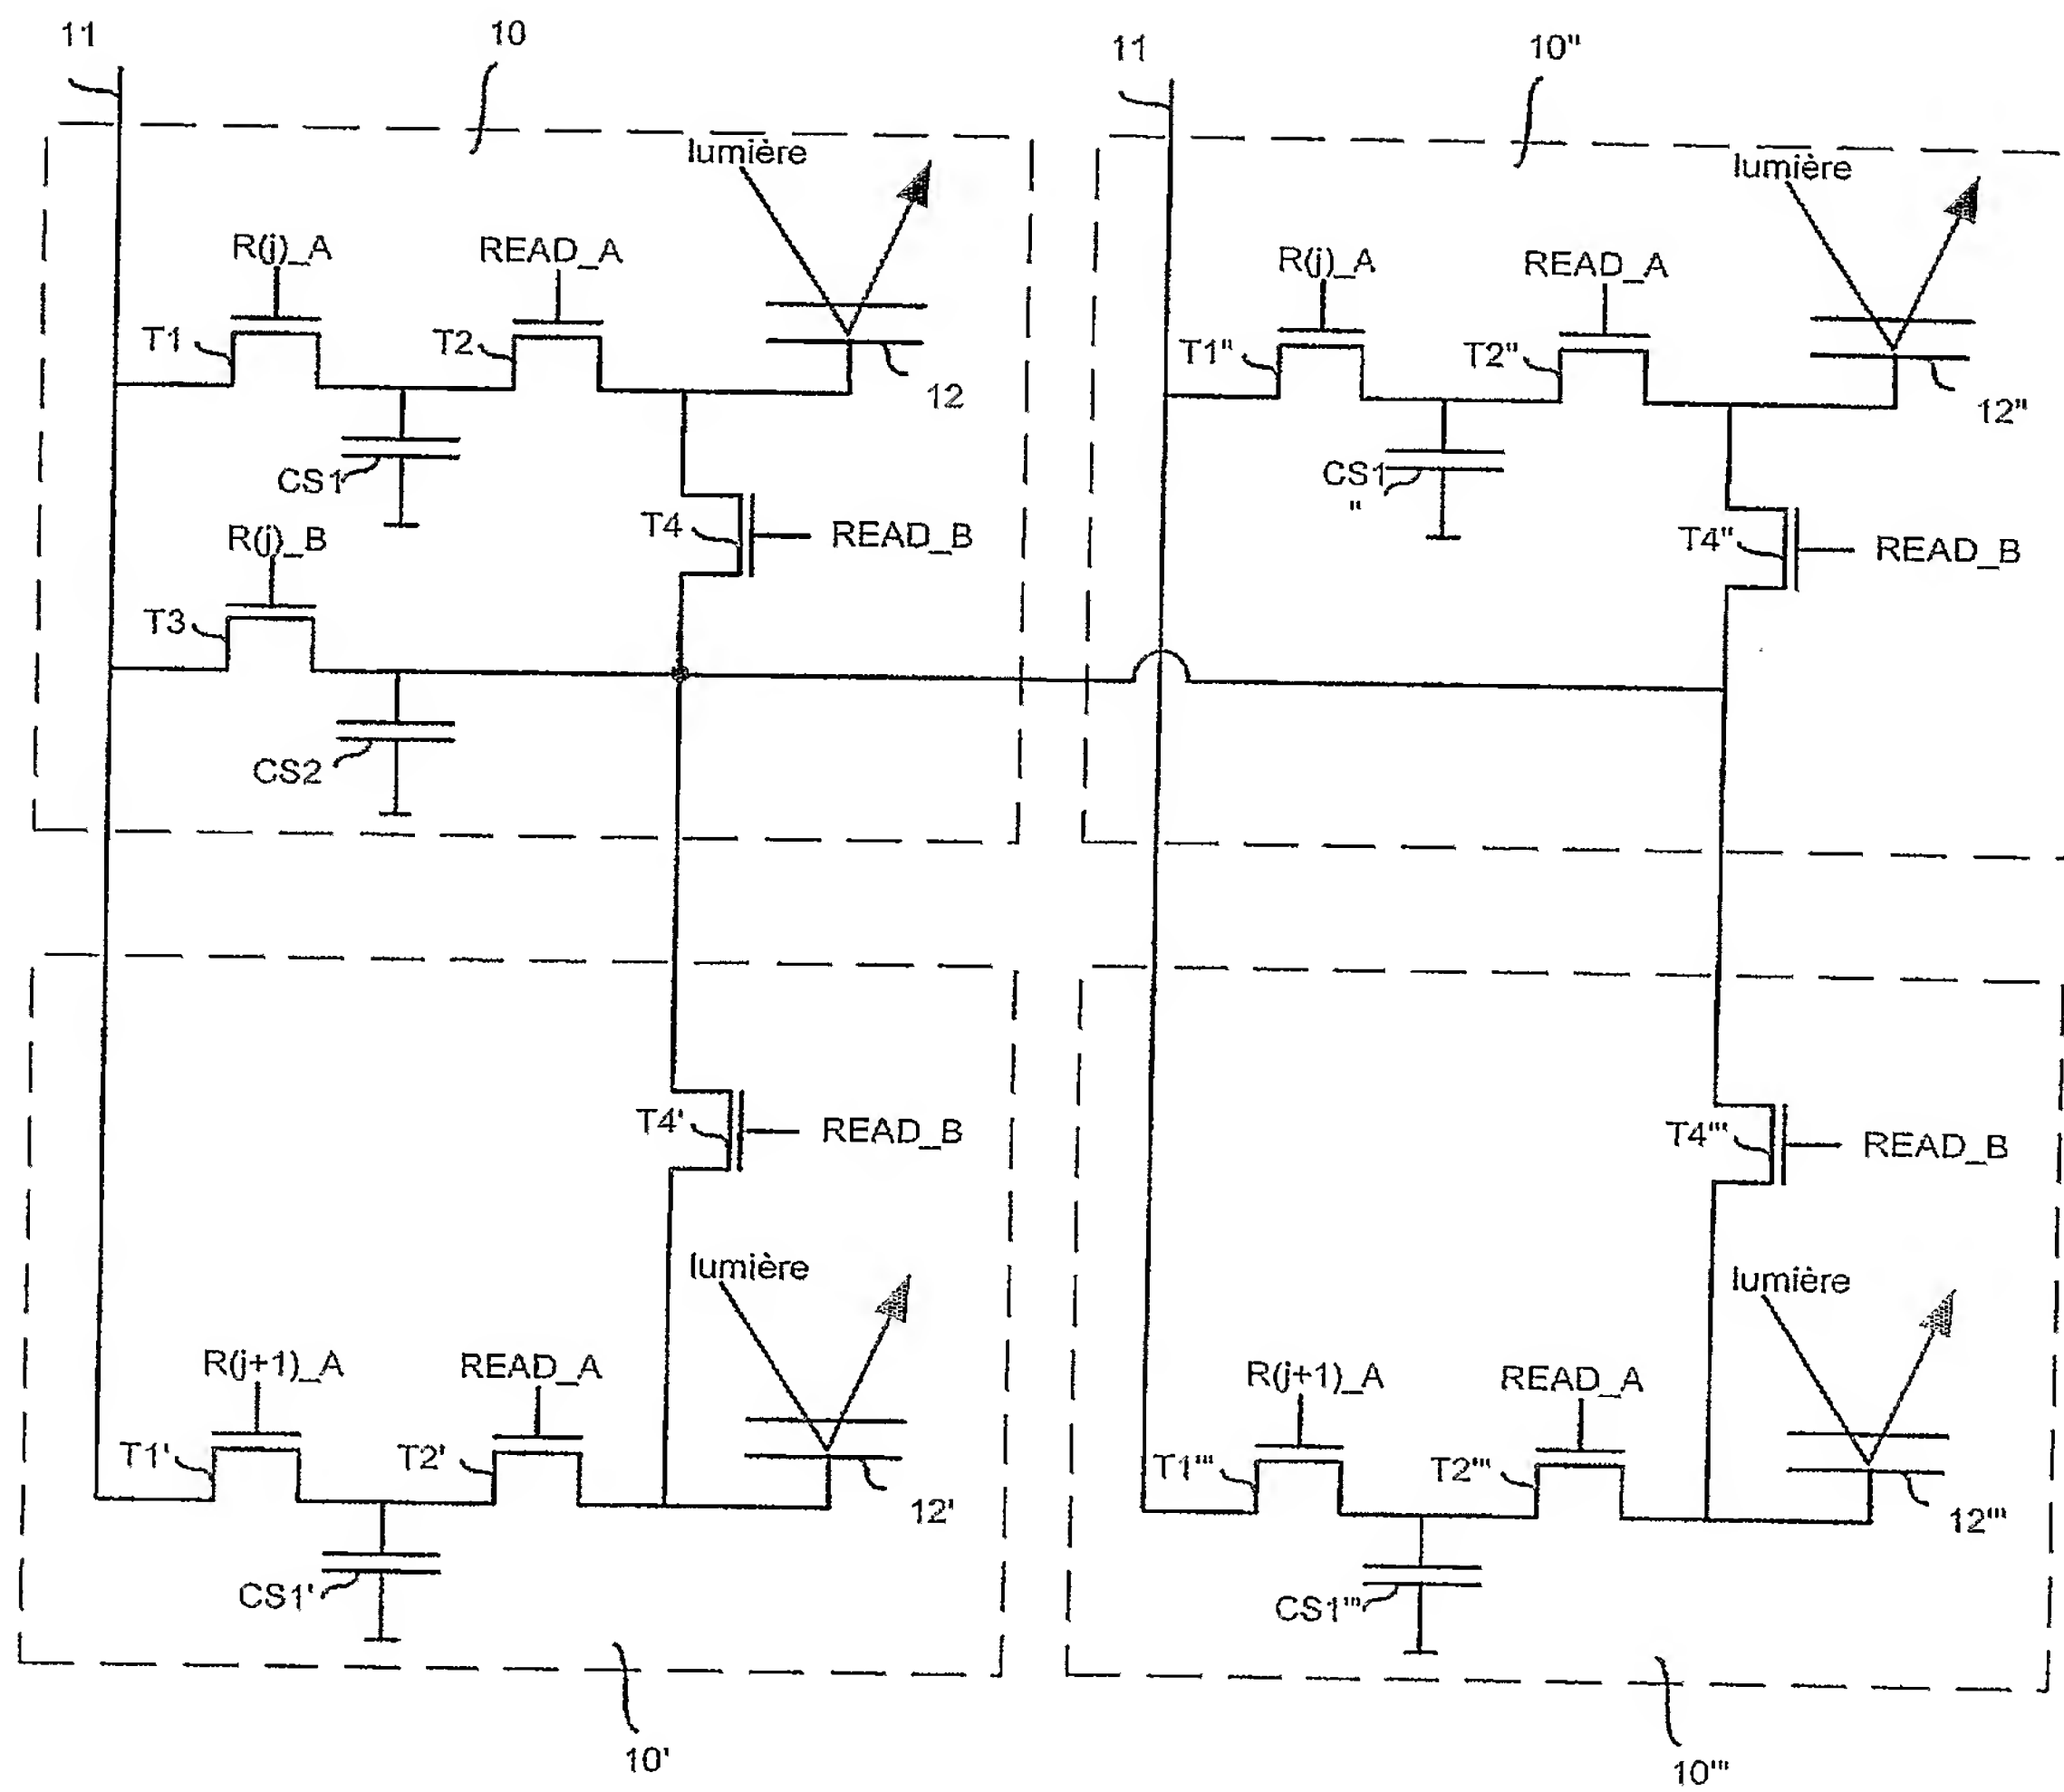 11
10
11
10"
lumière
lumière
R(j)_A
READ_A
R(j)_A
READ_A
T1
T2
12
T1"
T2"
12"
CS1
CS1
"
R(j)_B
T4
READ_B
T4"
READ_B
T3
CS2
T4'
READ_B
T4'''
READ_B
lumière
lumière
R(j+1)_A
READ_A
R(j+1)_A
READ_A
T1'
T2'
12'
T1'''
T2'''
12'''
CS1'
CS1'''
10'
10'''